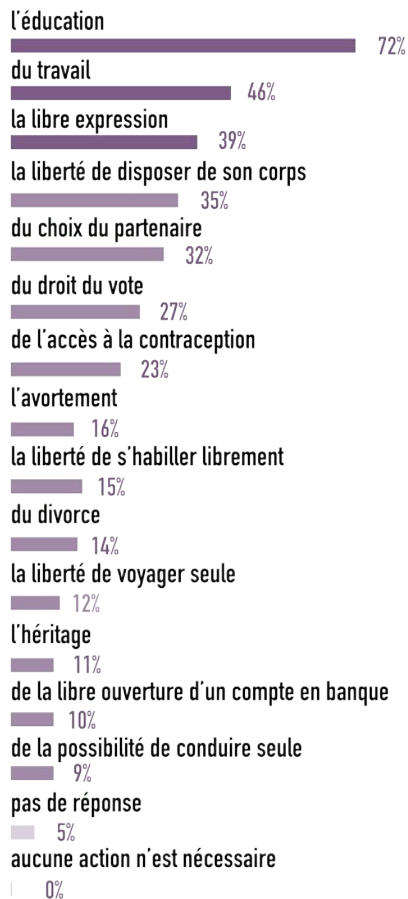 l'éducation
72%
du travail
46%
la libre expression
39%
la liberté de disposer de son corps
35%
du choix du partenaire
32%
du droit du vote
27%
de l'accès à la contraception
23%
l'avortement
16%
la liberté de s'habiller librement
15%
du divorce
14%
la liberté de voyager seule
12%
l'héritage
11%
de la libre ouverture d'un compte en banque
10%
de la possibilité de conduire seule
9%
pas de réponse
5%
aucune action n'est nécessaire
0%